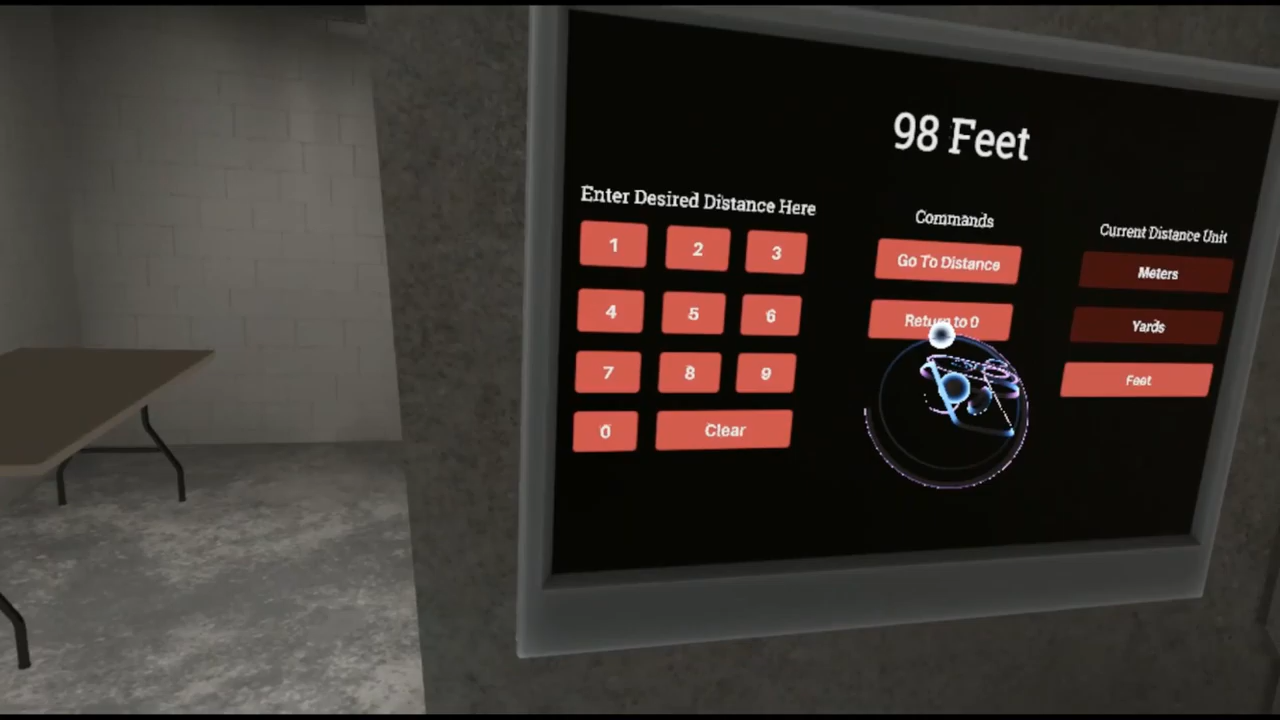 98 Feet
Enter Desired Distance Here
1 2 3
4 5 6
7 8 9
0 Clear
Commands
Go To Distance
Return to 0
Current Distance Unit
Meters
Yards
Feet